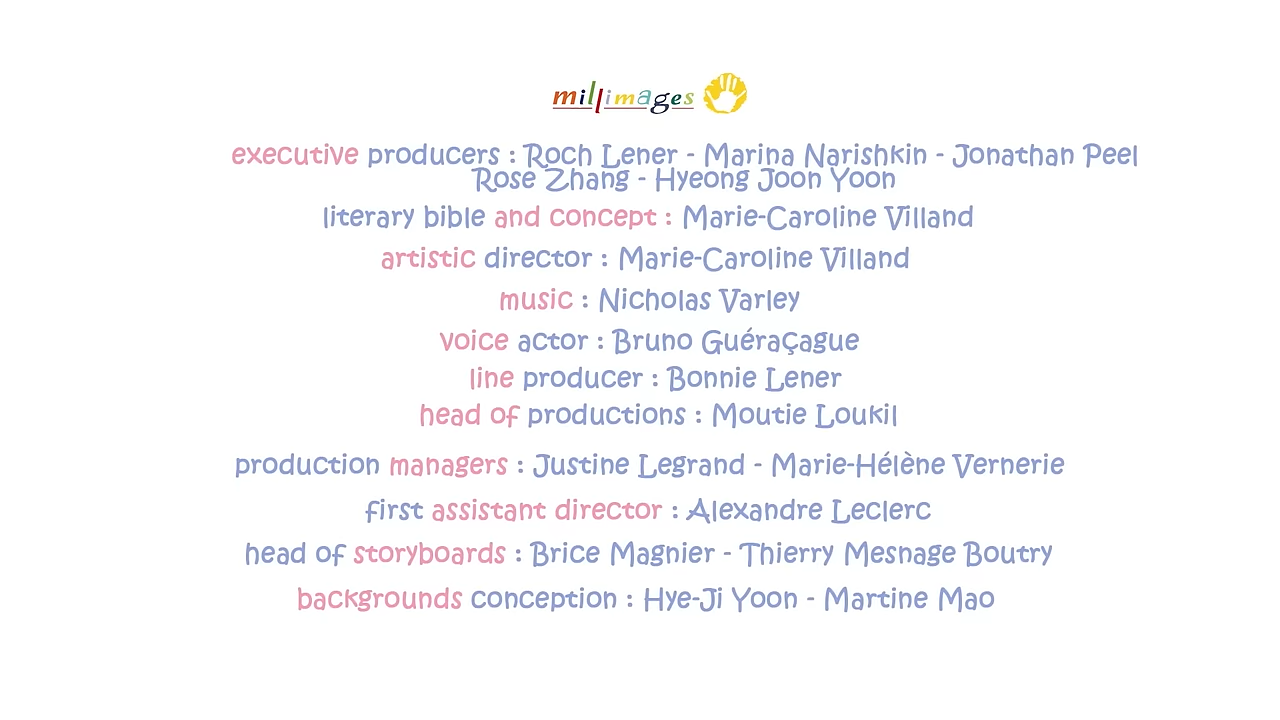 millimages
executive producers : Roch Lener - Marina Narishkin - Jonathan Peel
Rose Zhang - Hyeong Joon Yoon
literary bible and concept : Marie-Caroline Villand
artistic director : Marie-Caroline Villand
music : Nicholas Varley
voice actor : Bruno Guéraçague
line producer : Bonnie Lener
head of productions : Moutie Loukil
production managers : Justine Legrand - Marie-Hélène Vernerie
first assistant director : Alexandre Leclerc
head of storyboards : Brice Magnier - Thierry Mesnage Boutry
backgrounds conception : Hye-Ji Yoon - Martine Mao